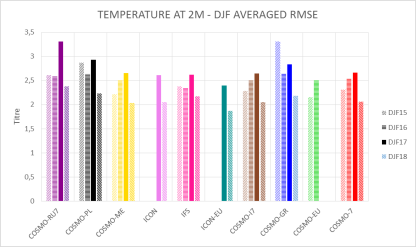 TEMPERATURE AT 2M - DJF AVERAGED RMSE
3,5
3
2,5
2
1,5
1
0,5
0
Titre
COSMO-RU7
COSMO-PL
COSMO-ME
ICON
IFS
ICON-EU
COSMO-I7
COSMO-GR
COSMO-EU
COSMO-7
DJF15
DJF16
DJF17
DJF18